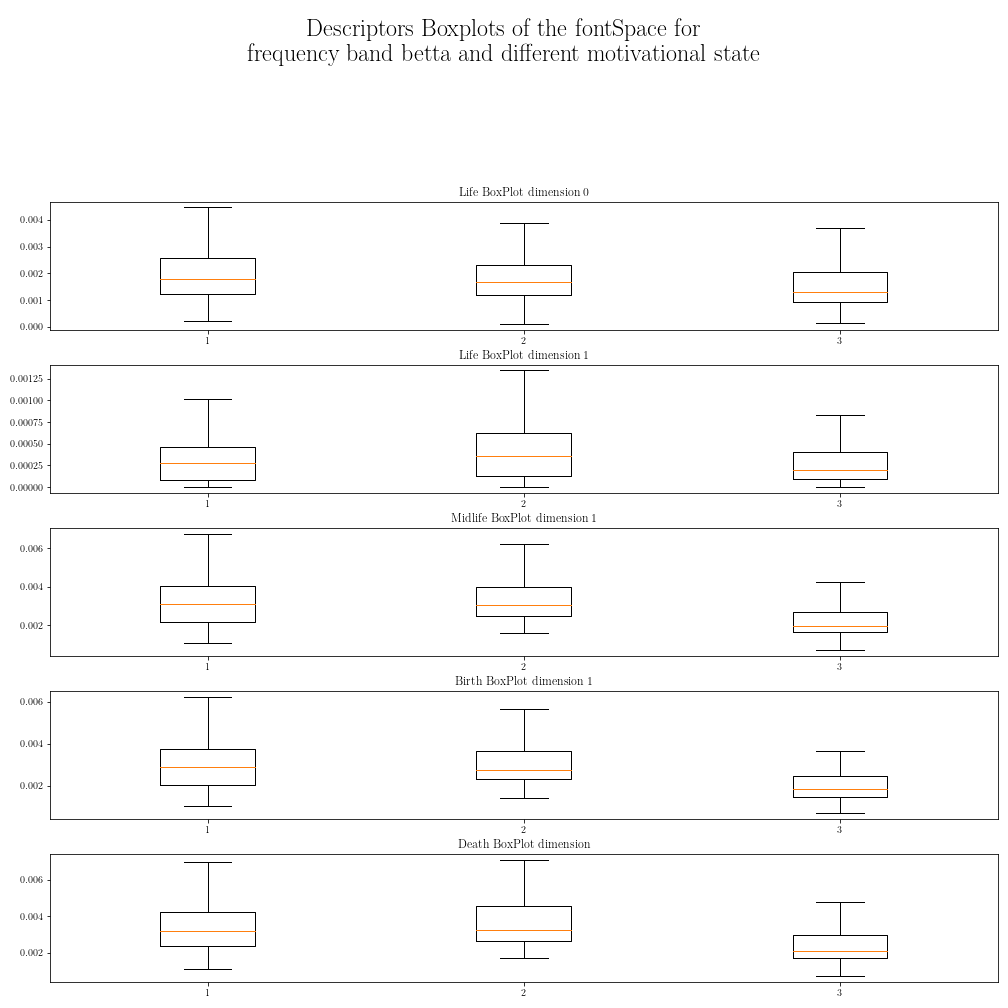 Descriptors Boxplots of the fontSpace for
frequency band betta and different motivational state
Life BoxPlot dimension 0
0.004
0.003
0.002
0.001
0.000
1 2 3
Life BoxPlot dimension 1
0.00125
0.00100
0.00075
0.00050
0.00025
0.00000
1 2 3
Midlife BoxPlot dimension 1
0.006
0.004
0.002
1 2 3
Birth BoxPlot dimension 1
0.006
0.004
0.002
1 2 3
Death BoxPlot dimension
0.006
0.004
0.002
1 2 3